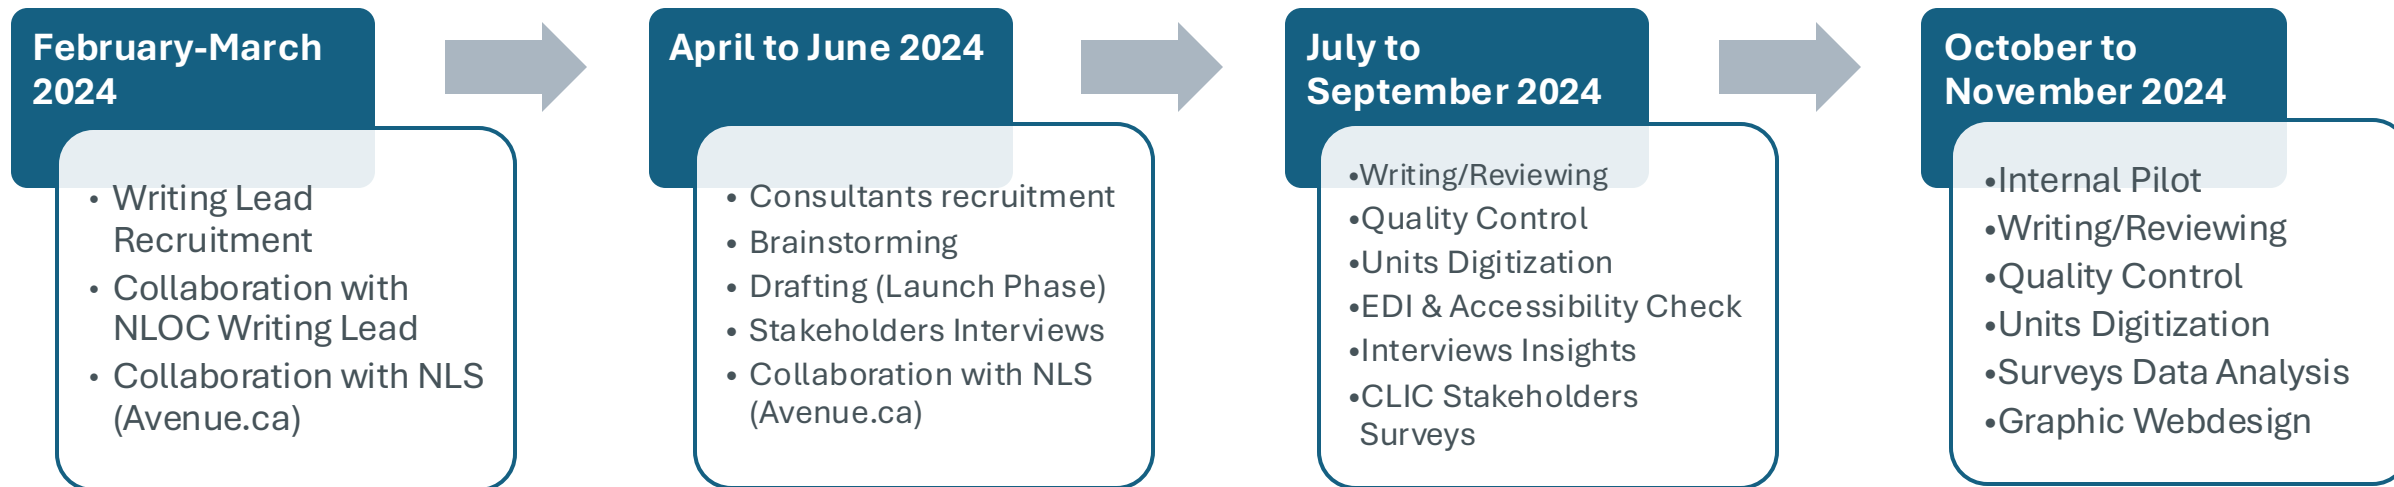 February-March
2024
• Writing Lead
Recruitment
• Collaboration with
NLOC Writing Lead
• Collaboration with NLS
(Avenue.ca)
April to June 2024
• Consultants recruitment
• Brainstorming
• Drafting (Launch Phase)
• Stakeholders Interviews
• Collaboration with NLS
(Avenue.ca)
July to
September 2024
•Writing/Reviewing
•Quality Control
•Units Digitization
•EDI & Accessibility Check
•Interviews Insights
•CLIC Stakeholders
Surveys
October to
November 2024
•Internal Pilot
•Writing/Reviewing
•Quality Control
•Units Digitization
•Surveys Data Analysis
•Graphic Webdesign